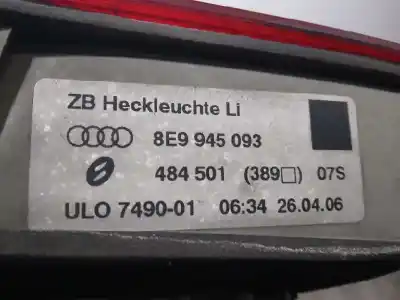 ZB Heckleuchte Li
8E9 945 093
484 501 (389□) 07S
ULO 7490-01 06:34 26.04.06